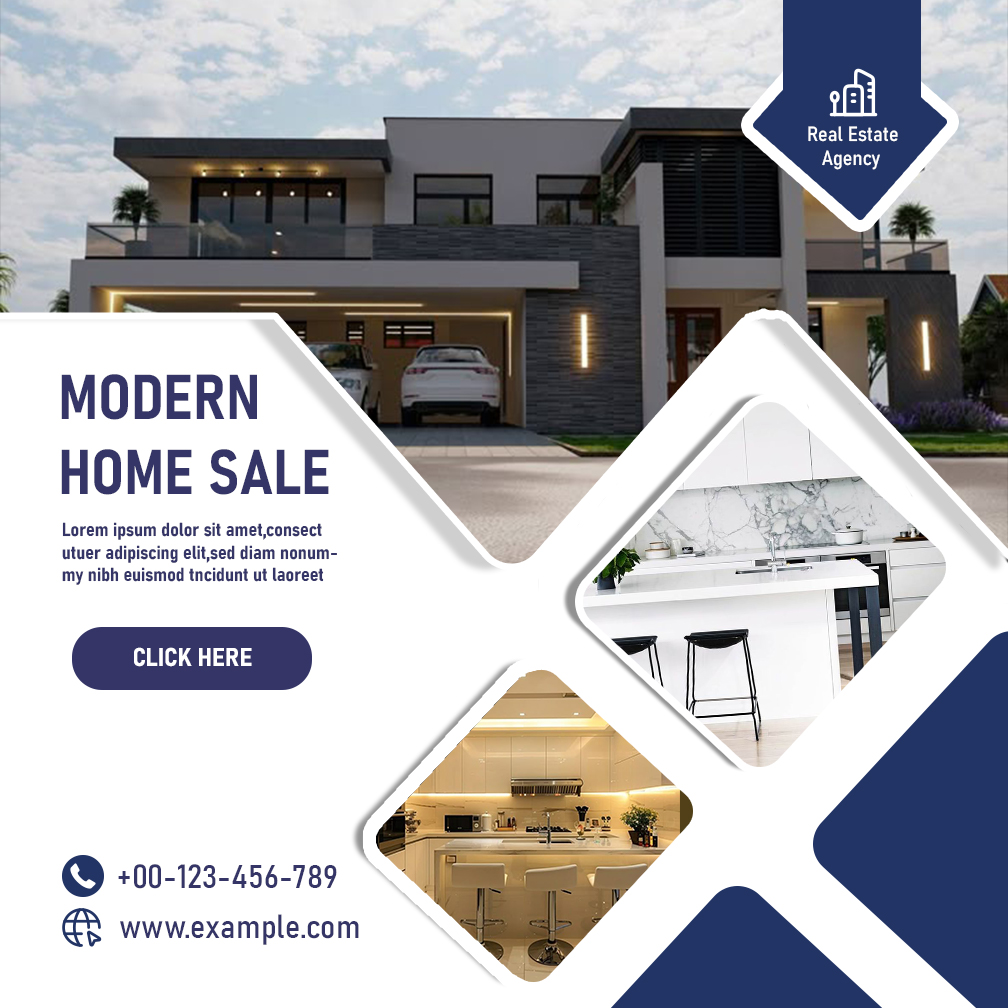 Real Estate
Agency
MODERN
HOME SALE
Lorem ipsum dolor sit amet,consect
utuer adipiscing elit,sed diam nonum-
my nibh euismod tncidunt ut laoreet
CLICK HERE
+00-123-456-789
www.example.com